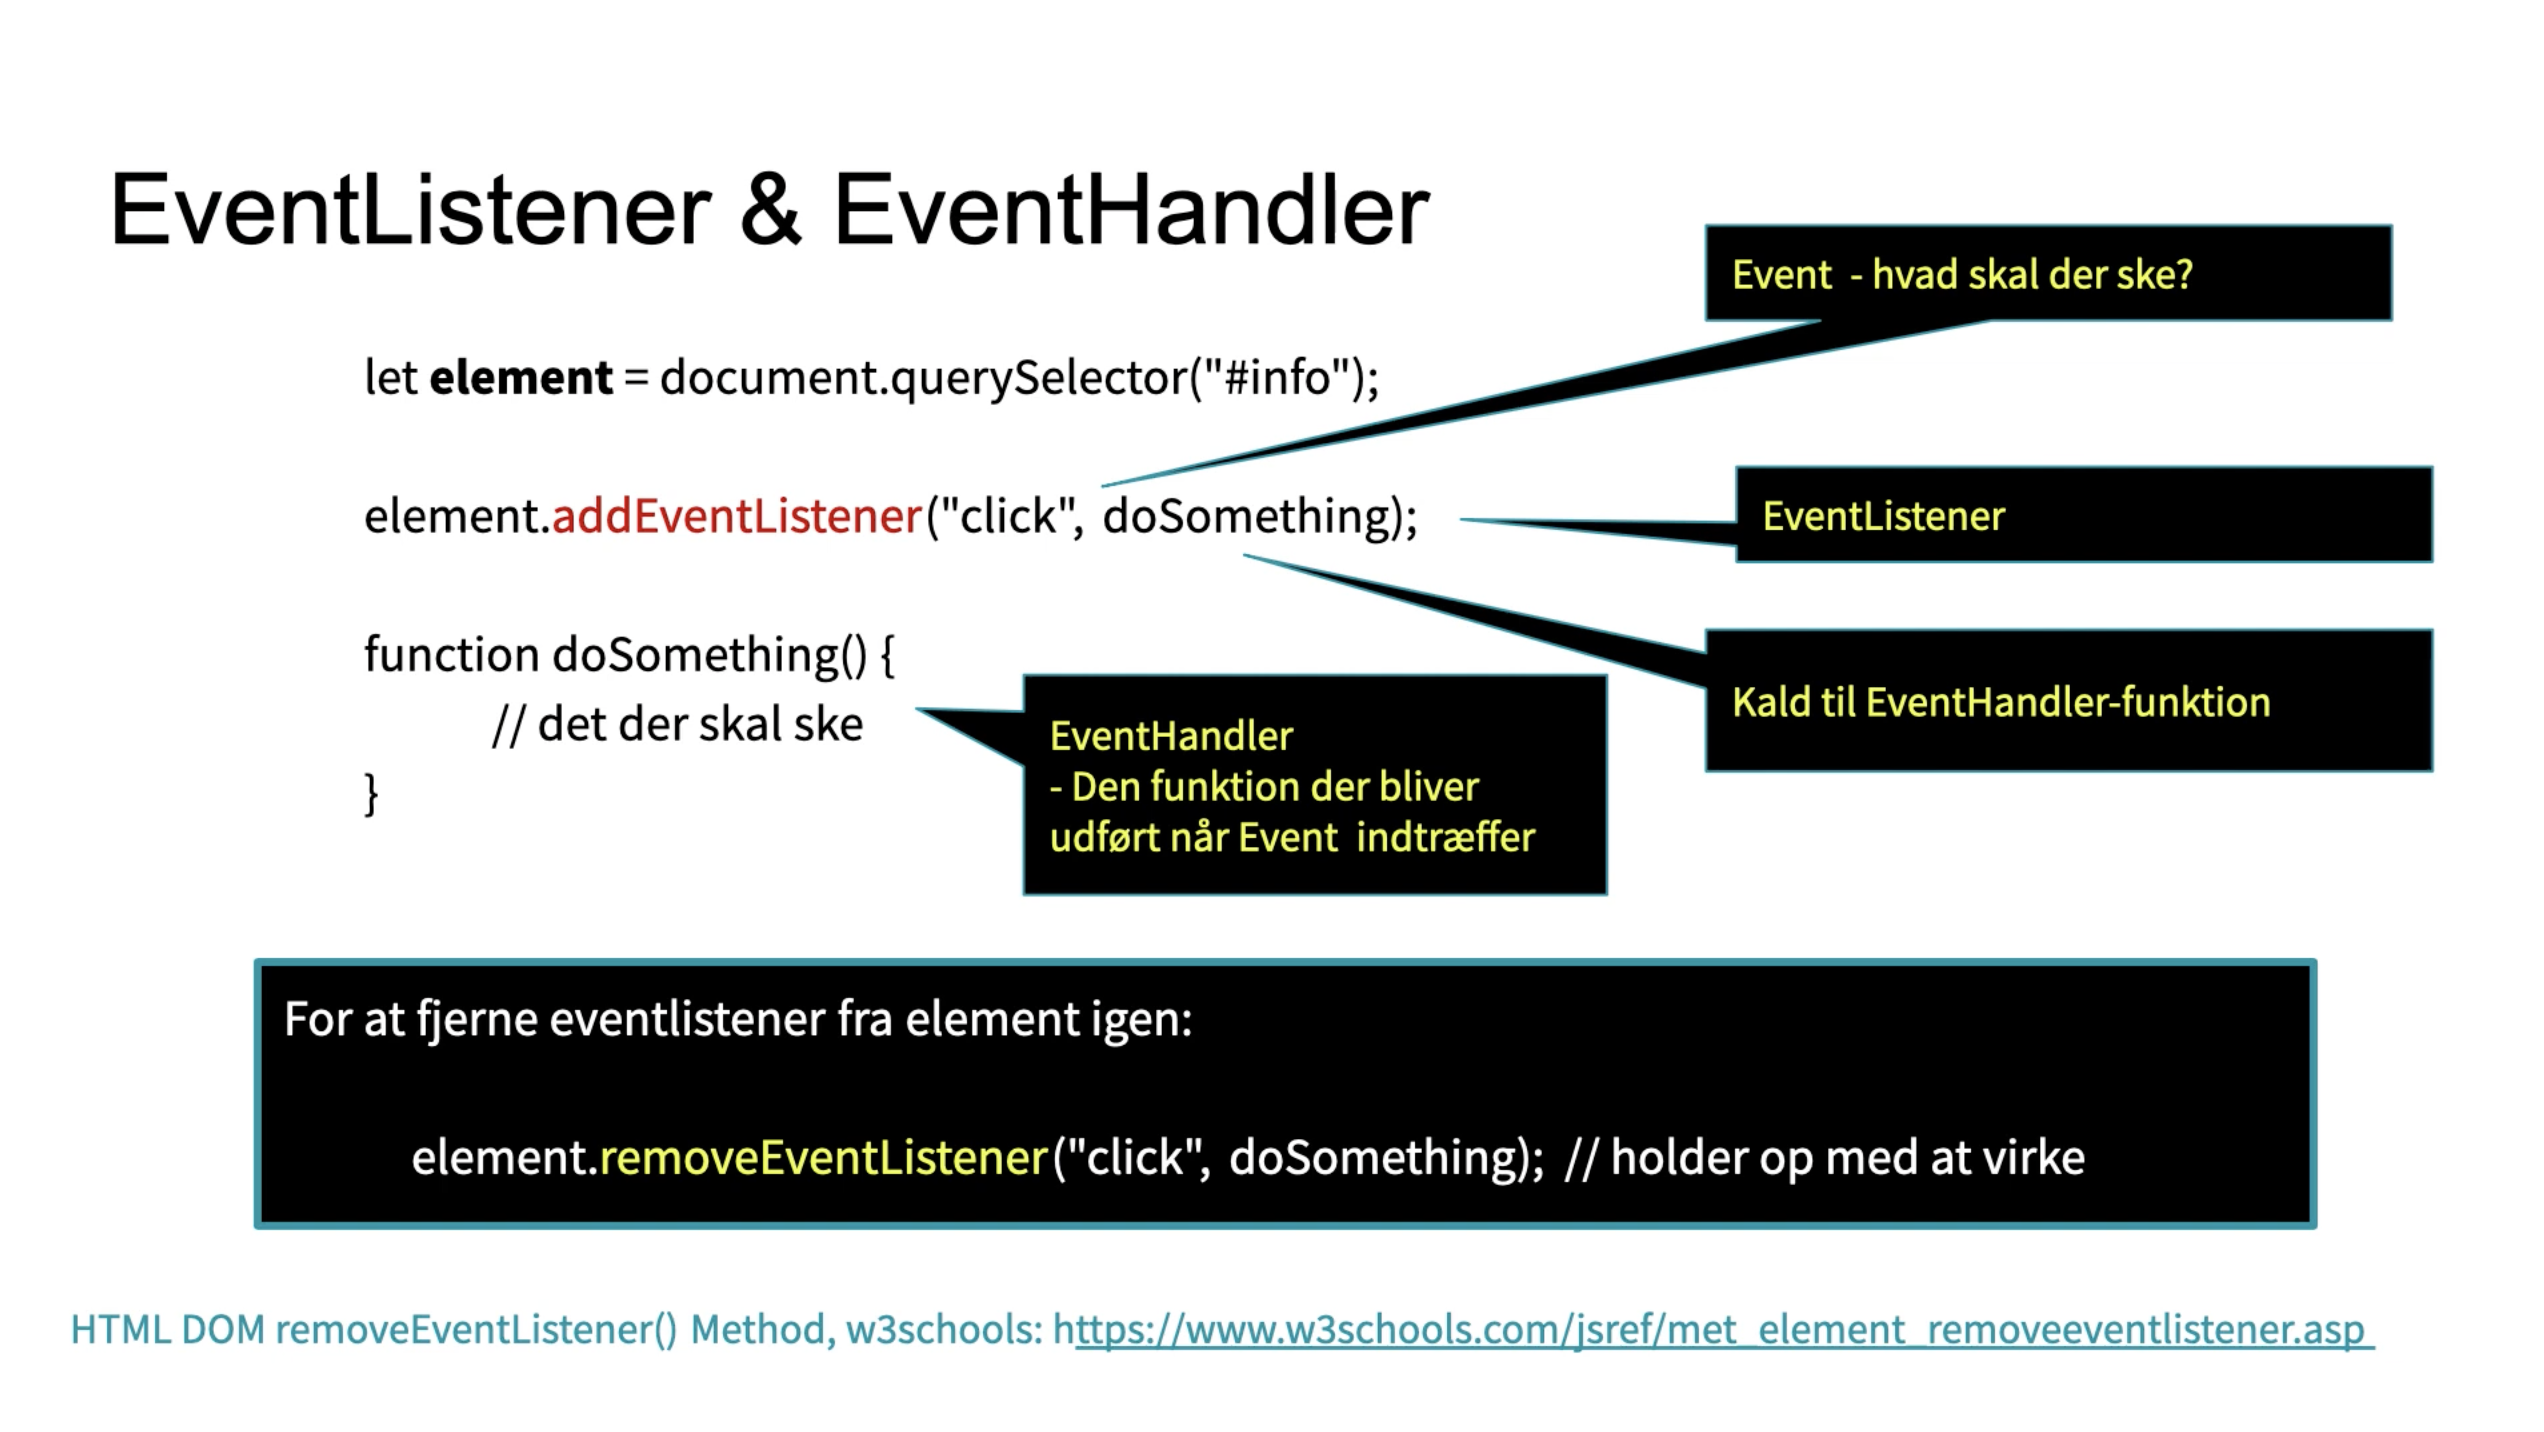 EventListener & EventHandler
Event - hvad skal der ske?
let element = document.querySelector("#info");
element.addEventListener("click", doSomething);
EventListener
function doSomething() {
// det der skal ske
}
Kald til EventHandler-funktion
EventHandler
- Den funktion der bliver
udført når Event indtræffer
For at fjerne eventlistener fra element igen:
element.removeEventListener("click", doSomething); // holder op med at virke
HTML DOM removeEventListener() Method, w3schools: https://www.w3schools.com/jsref/met_element_removeeventlistener.asp